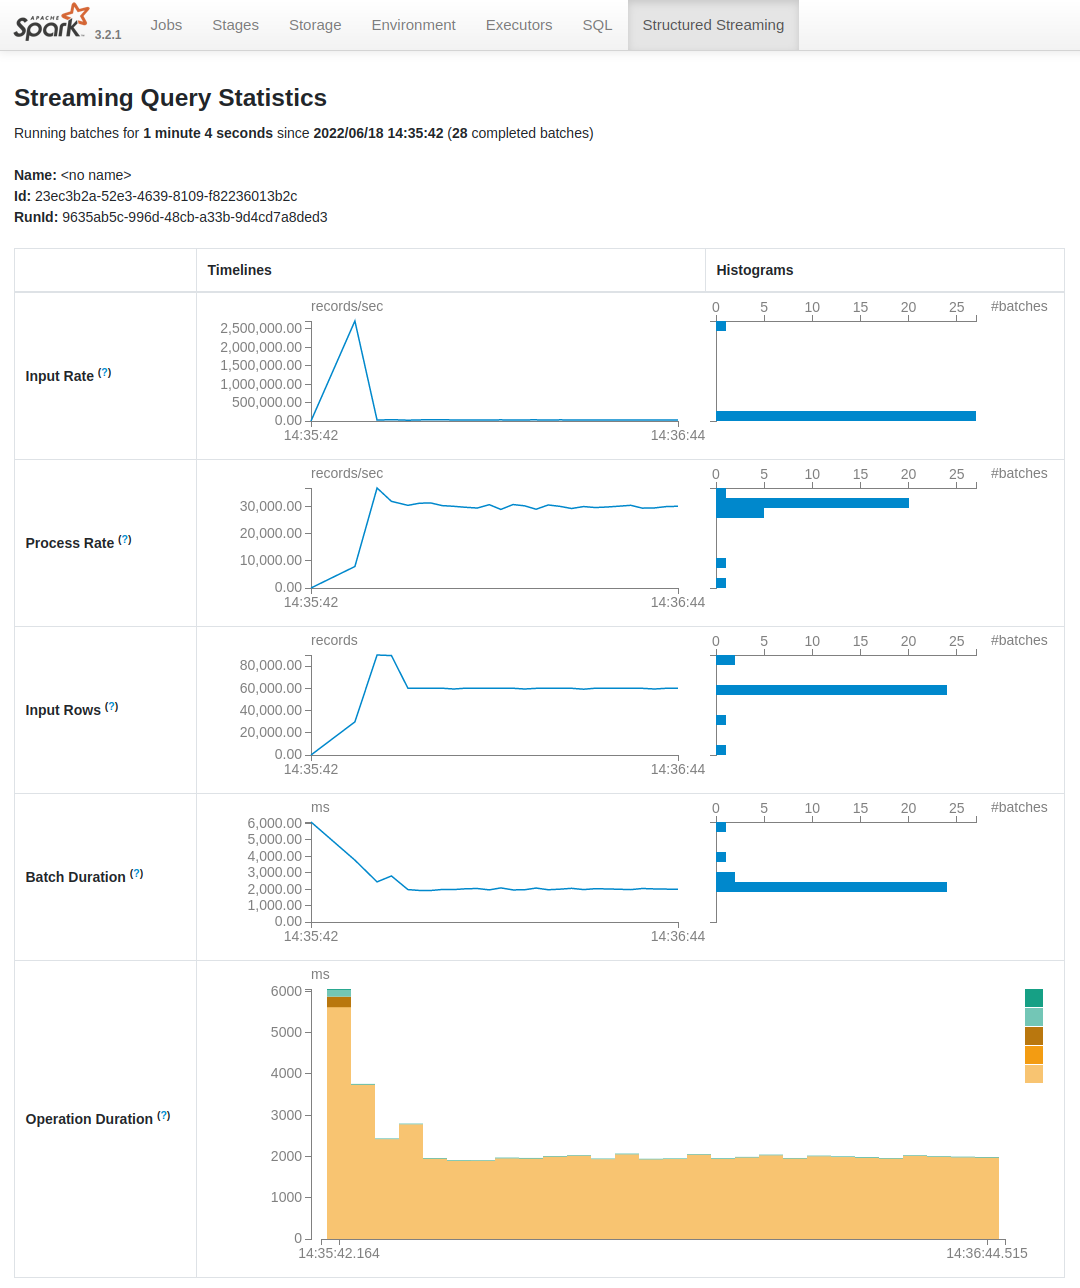 APACHE
Spark 3.2.1 Jobs Stages Storage Environment Executors SQL Structured Streaming
Streaming Query Statistics
Running batches for 1 minute 4 seconds since 2022/06/18 14:35:42 (28 completed batches)
Name: <no name>
Id: 23ec3b2a-52e3-4639-8109-f82236013b2c
RunId: 9635ab5c-996d-48cb-a33b-9d4cd7a8ded3
Timelines Histograms
Input Rate (?)
records/sec
2,500,000.00
2,000,000.00
1,500,000.00
1,000,000.00
500,000.00
0.00
14:35:42 14:36:44
0 5 10 15 20 25 #batches
Process Rate (?)
records/sec
30,000.00
20,000.00
10,000.00
0.00
14:35:42 14:36:44
0 5 10 15 20 25 #batches
Input Rows (?)
records
80,000.00
60,000.00
40,000.00
20,000.00
0.00
14:35:42 14:36:44
0 5 10 15 20 25 #batches
Batch Duration (?)
ms
6,000.00
5,000.00
4,000.00
3,000.00
2,000.00
1,000.00
0.00
14:35:42 14:36:44
0 5 10 15 20 25 #batches
Operation Duration (?)
ms
6000
5000
4000
3000
2000
1000
0
14:35:42.164 14:36:44.515